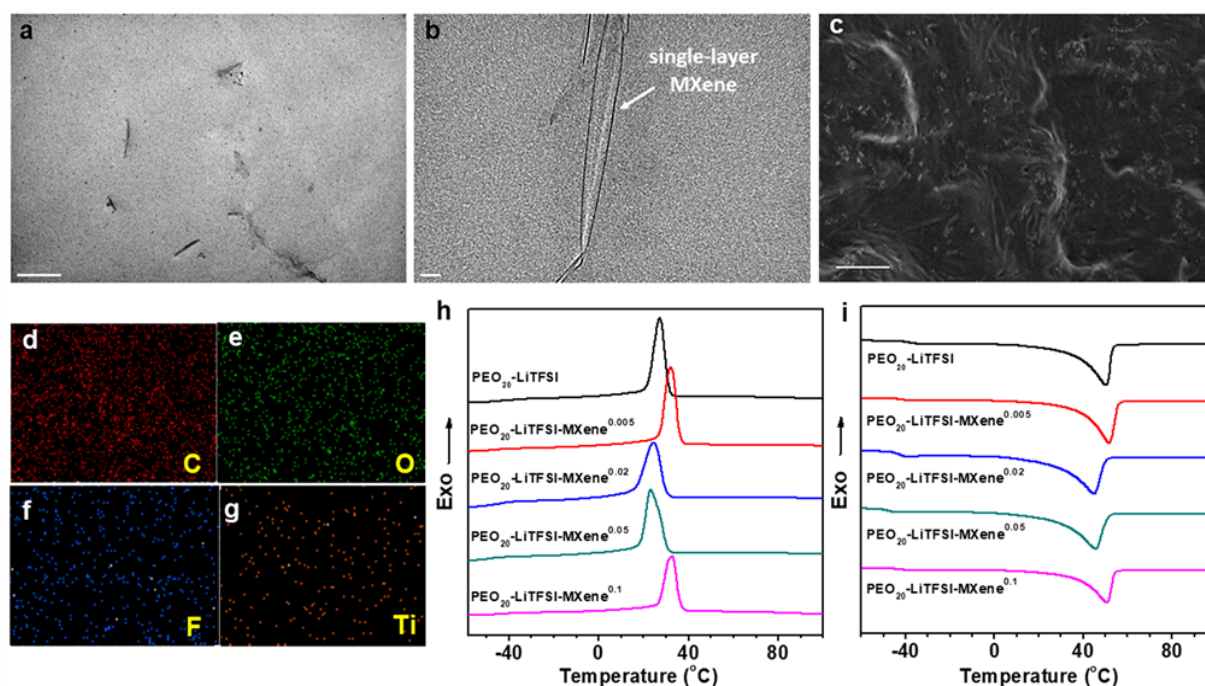 a
b
single-layer
MXene
c
d
C
e
O
f
F
g
Ti
h
PEO₂₀-LiTFSI
PEO₂₀-LiTFSI-MXene⁰·⁰⁰⁵
PEO₂₀-LiTFSI-MXene⁰·⁰²
PEO₂₀-LiTFSI-MXene⁰·⁰⁵
PEO₂₀-LiTFSI-MXene⁰·¹
Exo
-40 0 40 80
Temperature (°C)
i
PEO₂₀-LiTFSI
PEO₂₀-LiTFSI-MXene⁰·⁰⁰⁵
PEO₂₀-LiTFSI-MXene⁰·⁰²
PEO₂₀-LiTFSI-MXene⁰·⁰⁵
PEO₂₀-LiTFSI-MXene⁰·¹
Exo
-40 0 40 80
Temperature (°C)